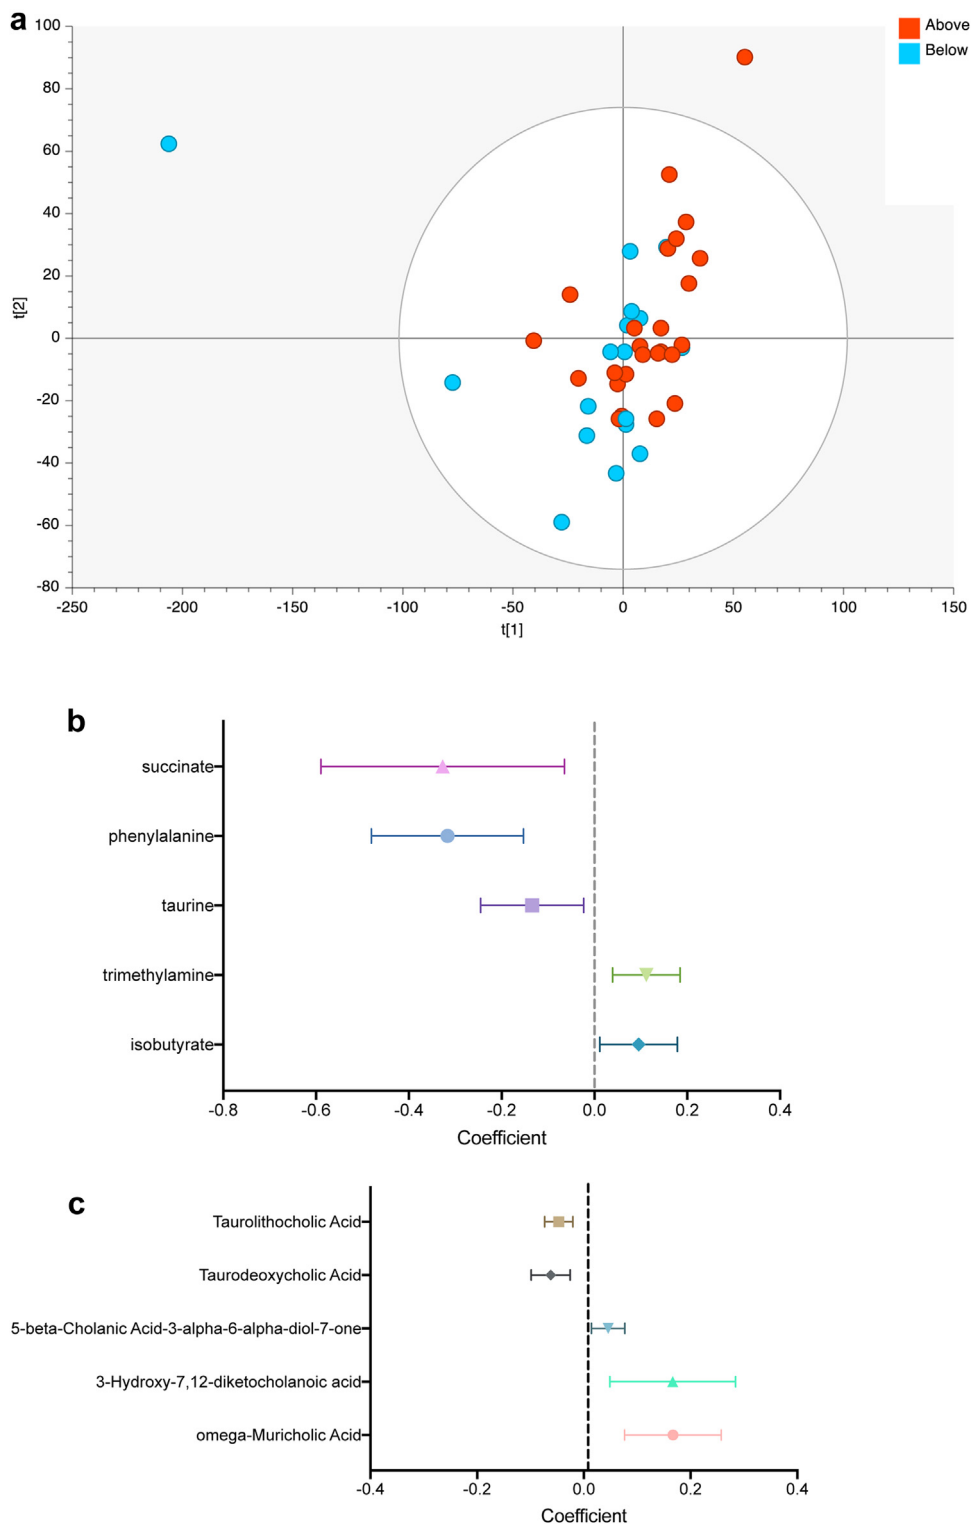 a
Above
Below
100
80
60
40
20
0
-20
-40
-60
-80
t[2]
-250 -200 -150 -100 -50 0 50 100 150
t[1]
b
succinate
phenylalanine
taurine
trimethylamine
isobutyrate
-0.8 -0.6 -0.4 -0.2 0.0 0.2 0.4
Coefficient
c
Taurolithocholic Acid
Taurodeoxycholic Acid
5-beta-Cholanic Acid-3-alpha-6-alpha-diol-7-one
3-Hydroxy-7,12-diketocholanoic acid
omega-Muricholic Acid
-0.4 -0.2 0.0 0.2 0.4
Coefficient